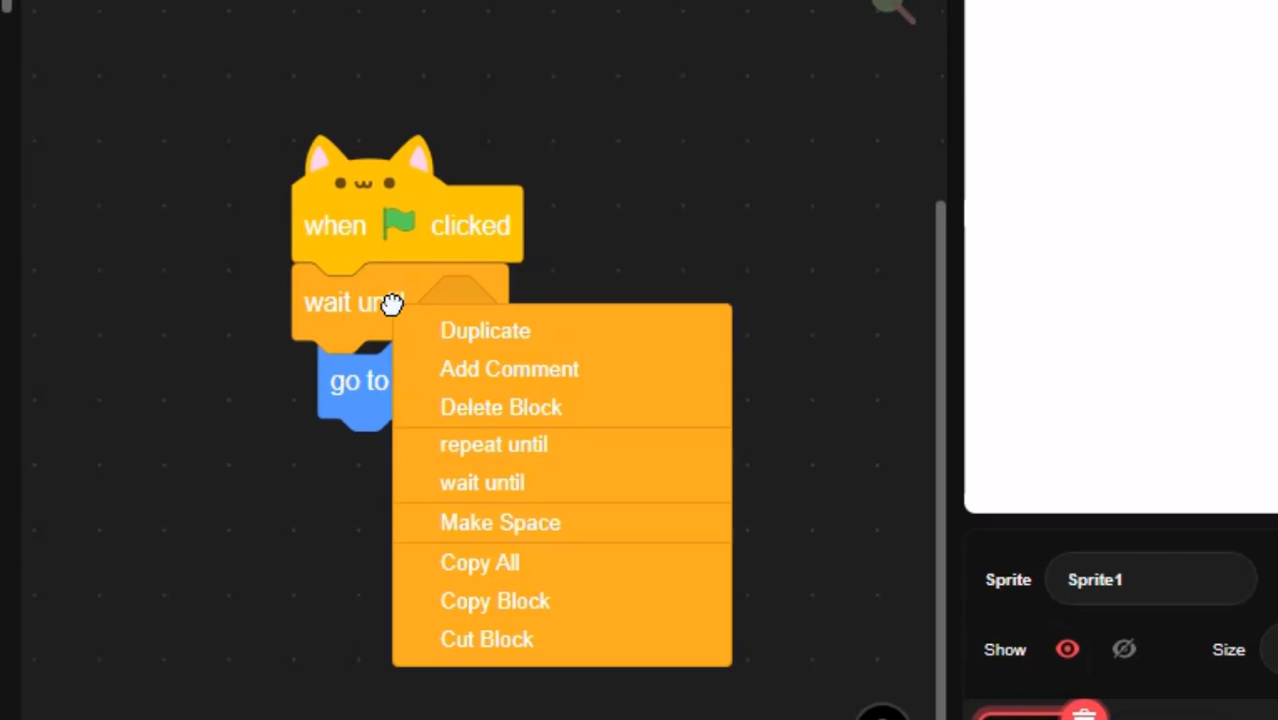 when clicked
wait until
go to
Duplicate
Add Comment
Delete Block
repeat until
wait until
Make Space
Copy All
Copy Block
Cut Block
Sprite Sprite1
Show Size